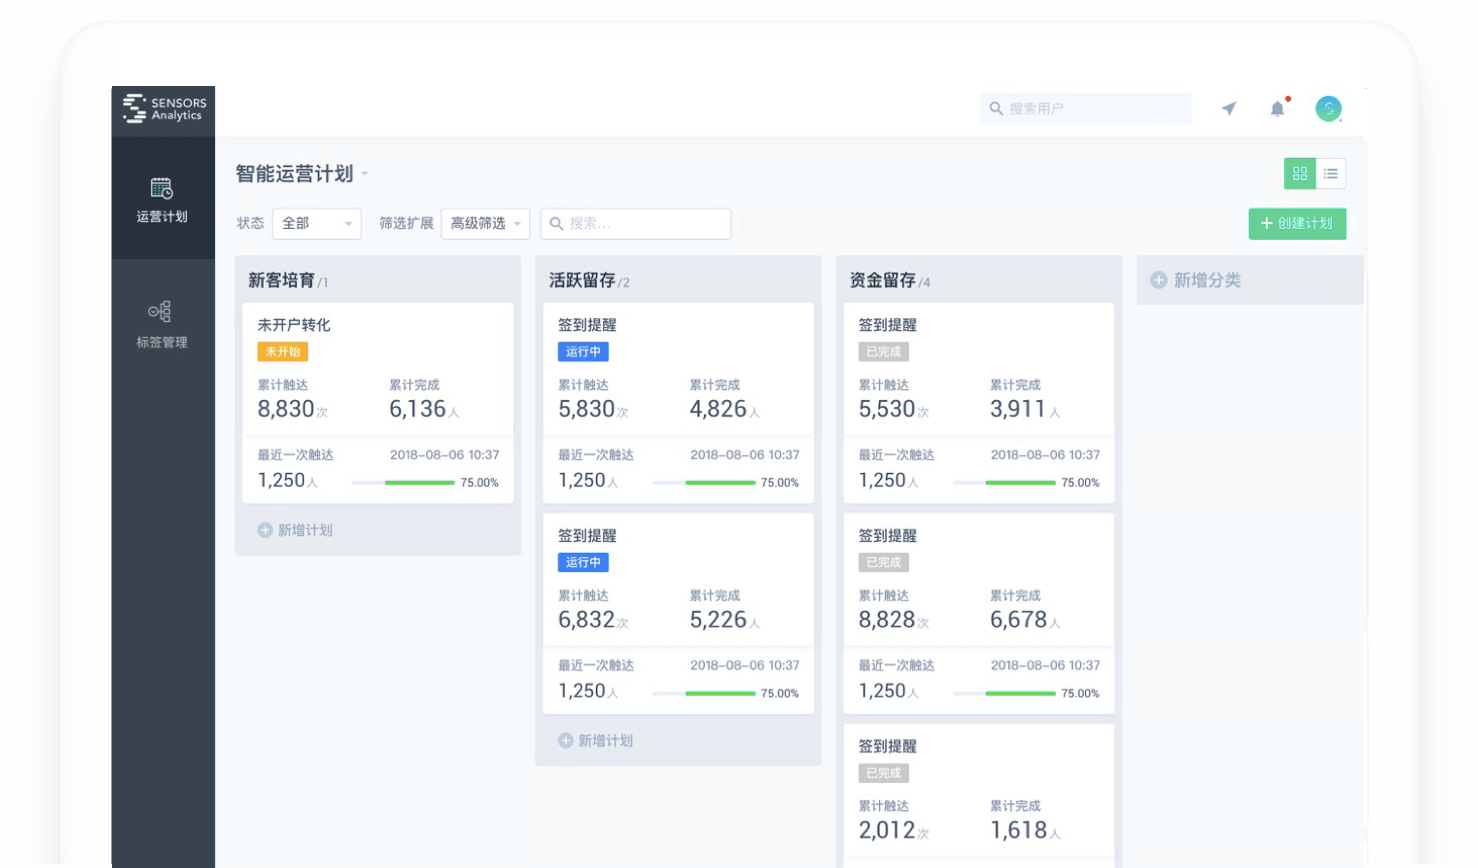 SENSORS
Analytics
搜索用户
运营计划
标签管理
智能运营计划
状态 全部 筛选扩展 高级筛选 搜索...
+ 创建计划
新客培育/1
未开户转化
未开始
累计触达 累计完成
8,830次 6,136人
最近一次触达 2018-08-06 10:37
1,250人 75.00%
新增计划
活跃留存/2
签到提醒
运行中
累计触达 累计完成
5,830次 4,826人
最近一次触达 2018-08-06 10:37
1,250人 75.00%
签到提醒
运行中
累计触达 累计完成
6,832次 5,226人
最近一次触达 2018-08-06 10:37
1,250人 75.00%
新增计划
资金留存/4
签到提醒
已完成
累计触达 累计完成
5,530次 3,911人
最近一次触达 2018-08-06 10:37
1,250人 75.00%
签到提醒
已完成
累计触达 累计完成
8,828次 6,678人
最近一次触达 2018-08-06 10:37
1,250人 75.00%
签到提醒
已完成
累计触达 累计完成
2,012次 1,618人
新增分类